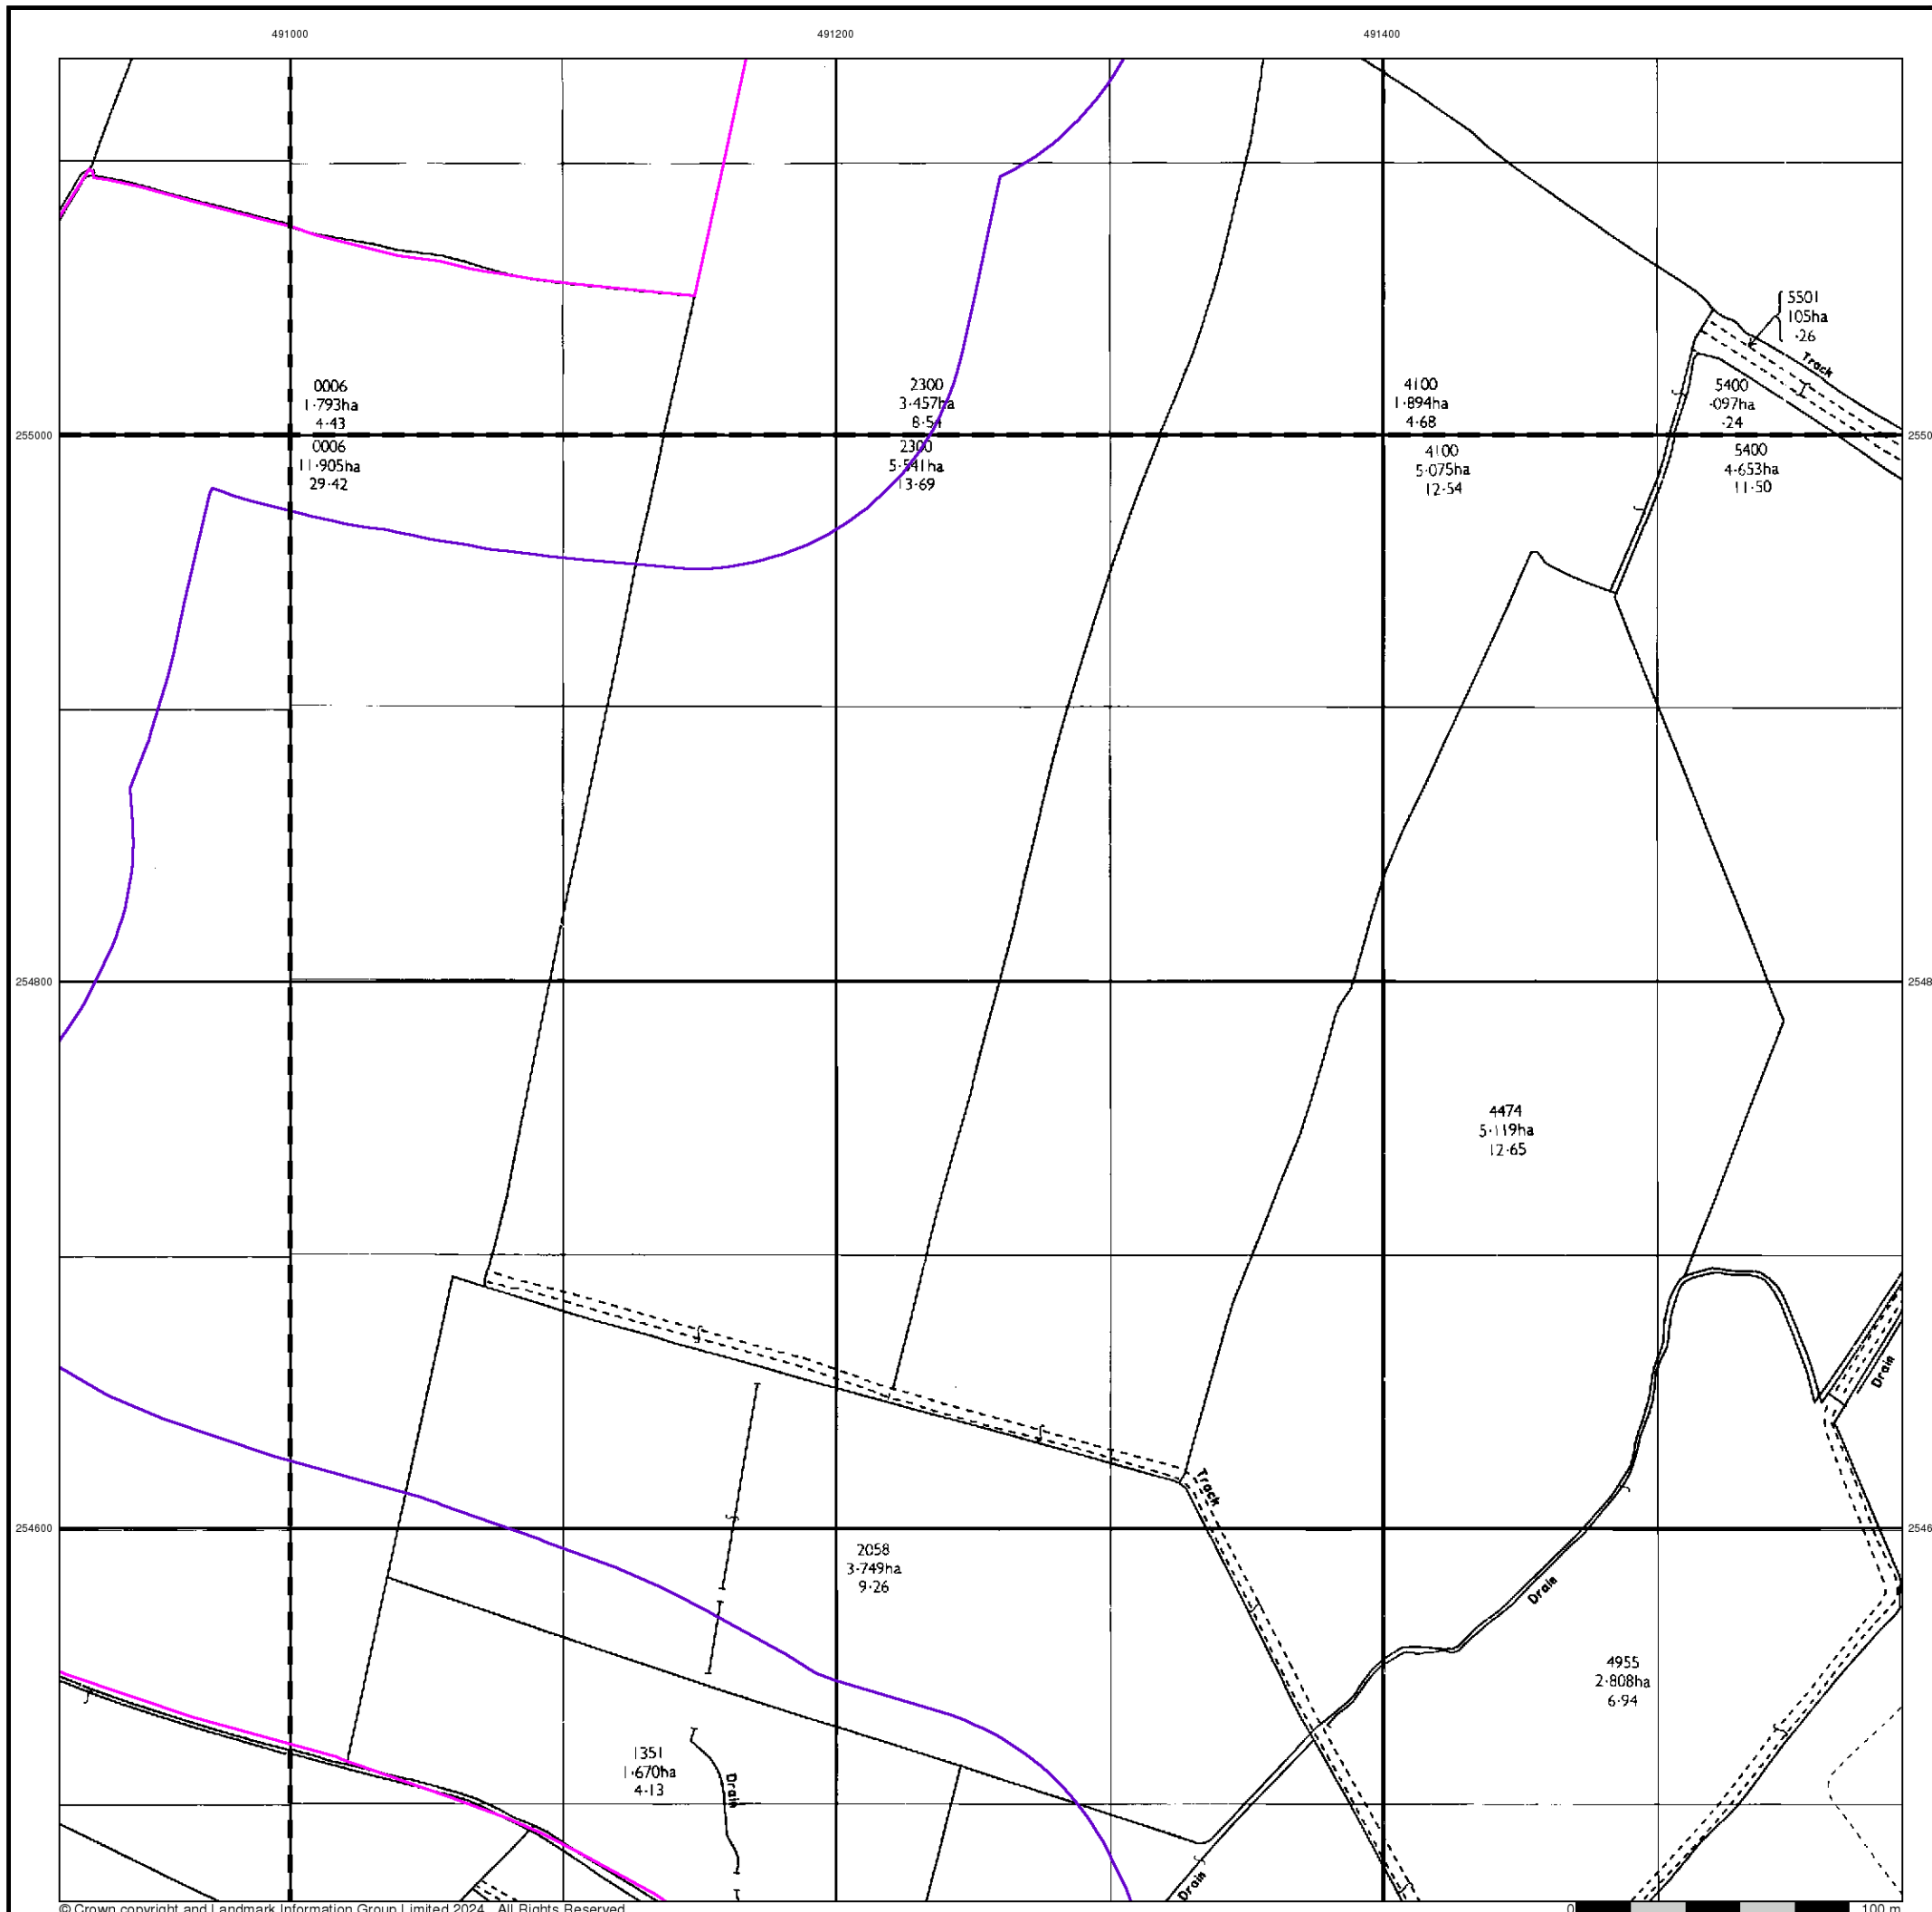 491000
491200
491400
5501
105ha
·26
Track
0006
1·793ha
4·43
2300
3·457ha
8·54
4100
1·894ha
4·68
5400
·097ha
·24
255000
2550
0006
11·905ha
29·42
2300
5·541ha
13·69
4100
5·075ha
12·54
5400
4·653ha
11·50
254800
2548
4474
5·119ha
12·65
Drain
Track
254600
2546
2058
3·749ha
9·26
Drain
4955
2·808ha
6·94
1351
1·670ha
4·13
Drain
Drain
© Crown copyright and Landmark Information Group Limited 2024. All Rights Reserved
0
100 m